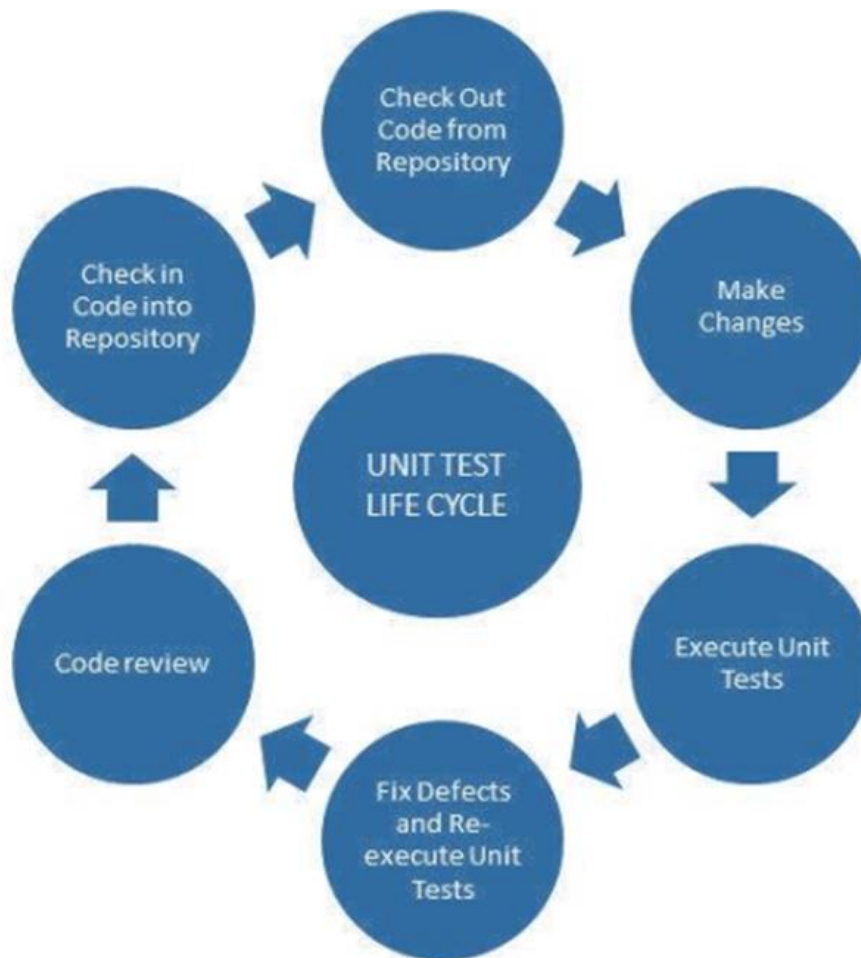 Check Out
Code from
Repository
Make
Changes
Execute Unit
Tests
Fix Defects
and Re-
execute Unit
Tests
Code review
Check in
Code into
Repository
UNIT TEST
LIFE CYCLE